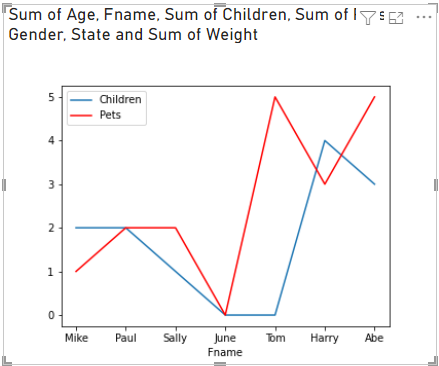 Sum of Age, Fname, Sum of Children, Sum of
Gender, State and Sum of Weight
Children
Pets
5
4
3
2
1
0
Mike Paul Sally June Tom Harry Abe
Fname